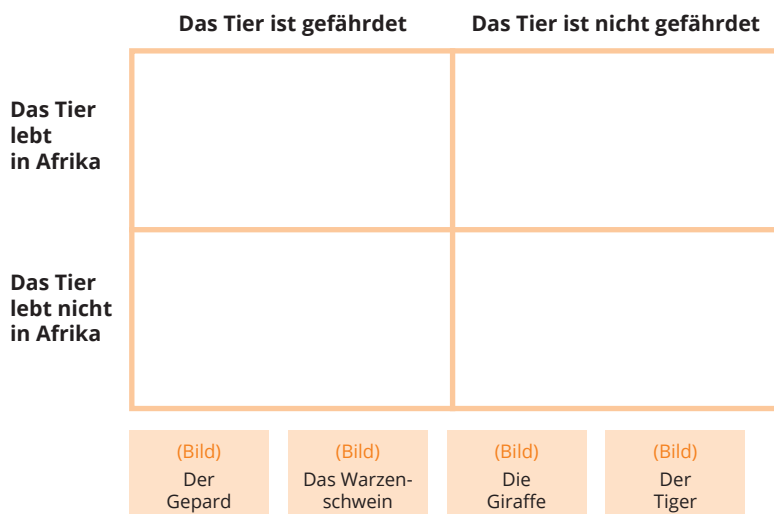 Das Tier ist gefährdet
Das Tier ist nicht gefährdet
Das Tier
lebt
in Afrika
Das Tier
lebt nicht
in Afrika
(Bild)
Der
Gepard
(Bild)
Das Warzen-
schwein
(Bild)
Die
Giraffe
(Bild)
Der
Tiger